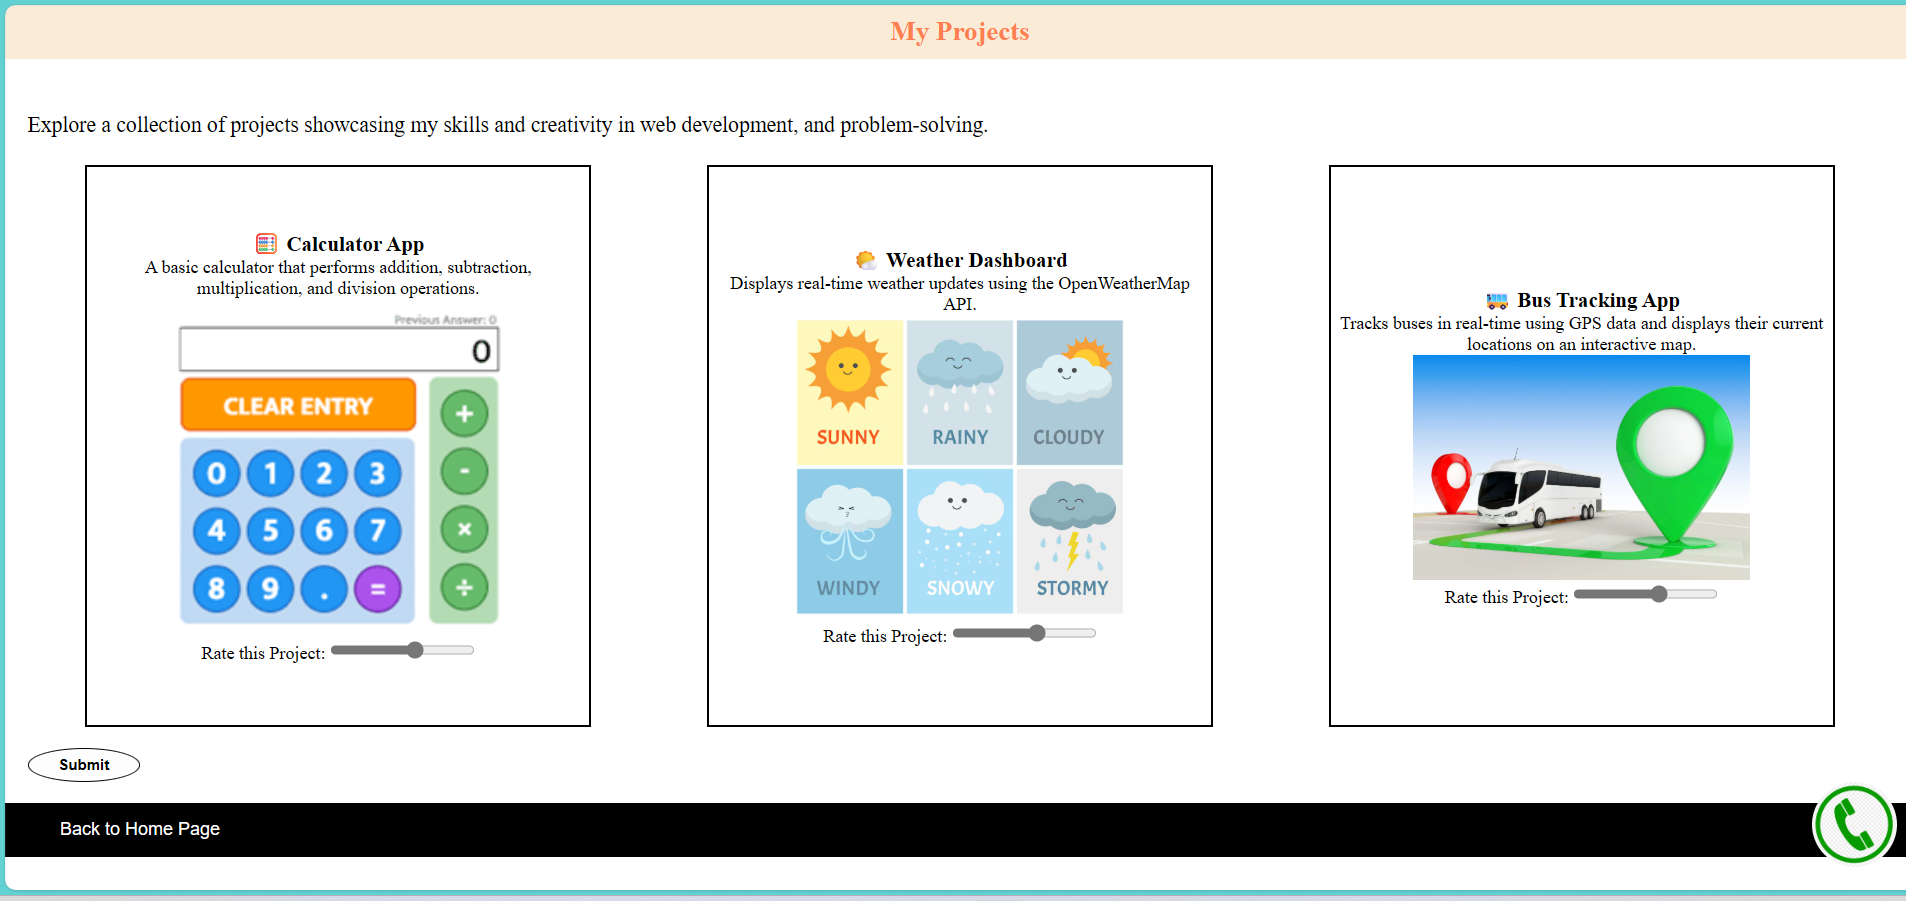 My Projects
Explore a collection of projects showcasing my skills and creativity in web development, and problem-solving.
🧮 Calculator App
A basic calculator that performs addition, subtraction,
multiplication, and division operations.
Previous Answer: 0
0
CLEAR ENTRY
+
0 1 2 3
-
4 5 6 7
×
8 9 . =
÷
Rate this Project:
🌤️ Weather Dashboard
Displays real-time weather updates using the OpenWeatherMap
API.
SUNNY RAINY CLOUDY
WINDY SNOWY STORMY
Rate this Project:
🚌 Bus Tracking App
Tracks buses in real-time using GPS data and displays their current
locations on an interactive map.
Rate this Project:
Submit
Back to Home Page